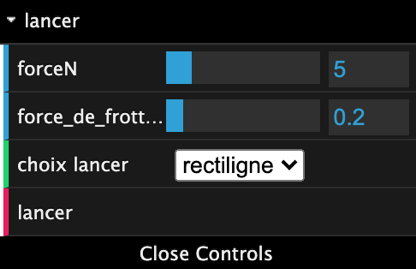 lancer
forceN 5
force_de_frott... 0.2
choix lancer rectiligne
lancer
Close Controls